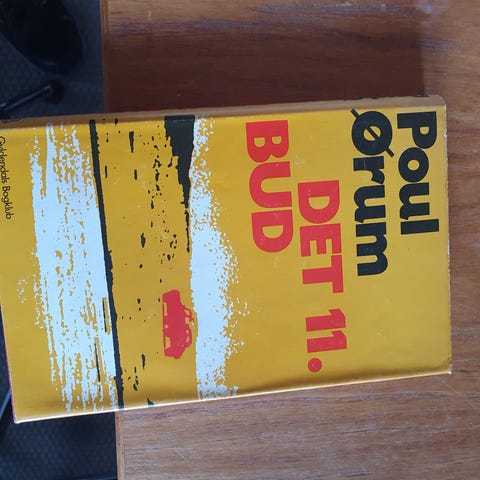 Poul
Ørum
DET 11.
BUD
Gyldendals Bogklub